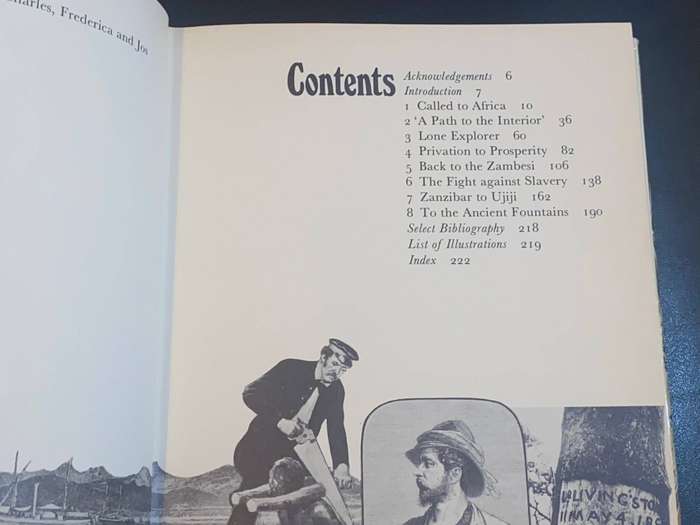 Charles, Frederica and Jos
Contents
Acknowledgements 6
Introduction 7
1 Called to Africa 10
2 'A Path to the Interior' 36
3 Lone Explorer 60
4 Privation to Prosperity 82
5 Back to the Zambesi 106
6 The Fight against Slavery 138
7 Zanzibar to Ujiji 162
8 To the Ancient Fountains 190
Select Bibliography 218
List of Illustrations 219
Index 222
LIVINGSTO